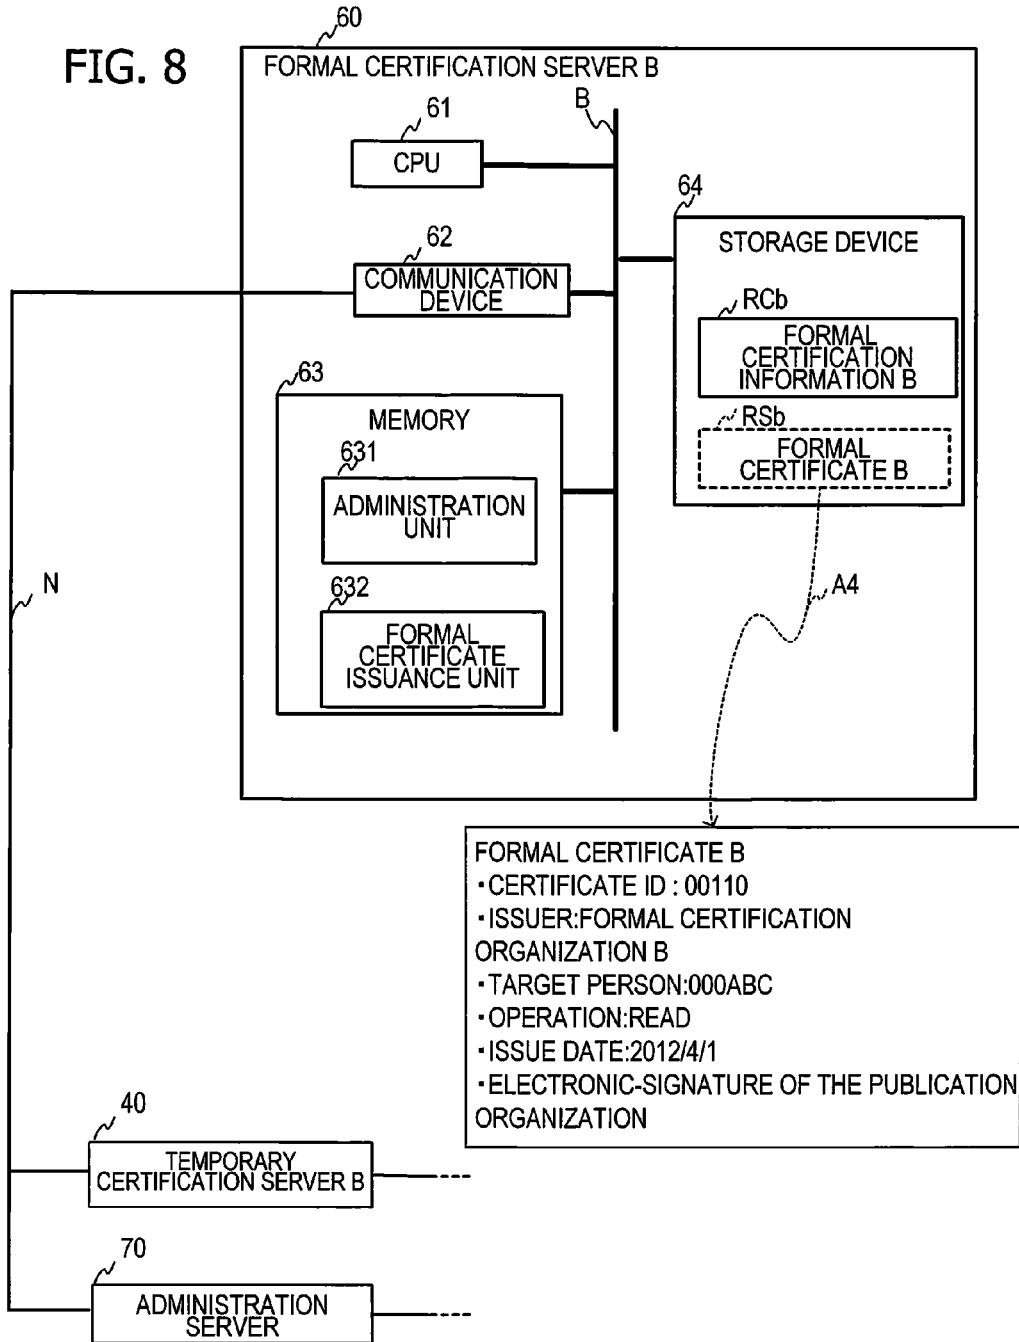 FIG. 8
60
FORMAL CERTIFICATION SERVER B
B
61
CPU
64
STORAGE DEVICE
62
COMMUNICATION
DEVICE
RCb
FORMAL
CERTIFICATION
INFORMATION B
63
MEMORY
RSb
FORMAL
CERTIFICATE B
631
ADMINISTRATION
UNIT
N
A4
632
FORMAL
CERTIFICATE
ISSUANCE UNIT
FORMAL CERTIFICATE B
・CERTIFICATE ID : 00110
・ISSUER:FORMAL CERTIFICATION
ORGANIZATION B
・TARGET PERSON:000ABC
・OPERATION:READ
・ISSUE DATE:2012/4/1
・ELECTRONIC-SIGNATURE OF THE PUBLICATION
ORGANIZATION
40
TEMPORARY
CERTIFICATION SERVER B
70
ADMINISTRATION
SERVER